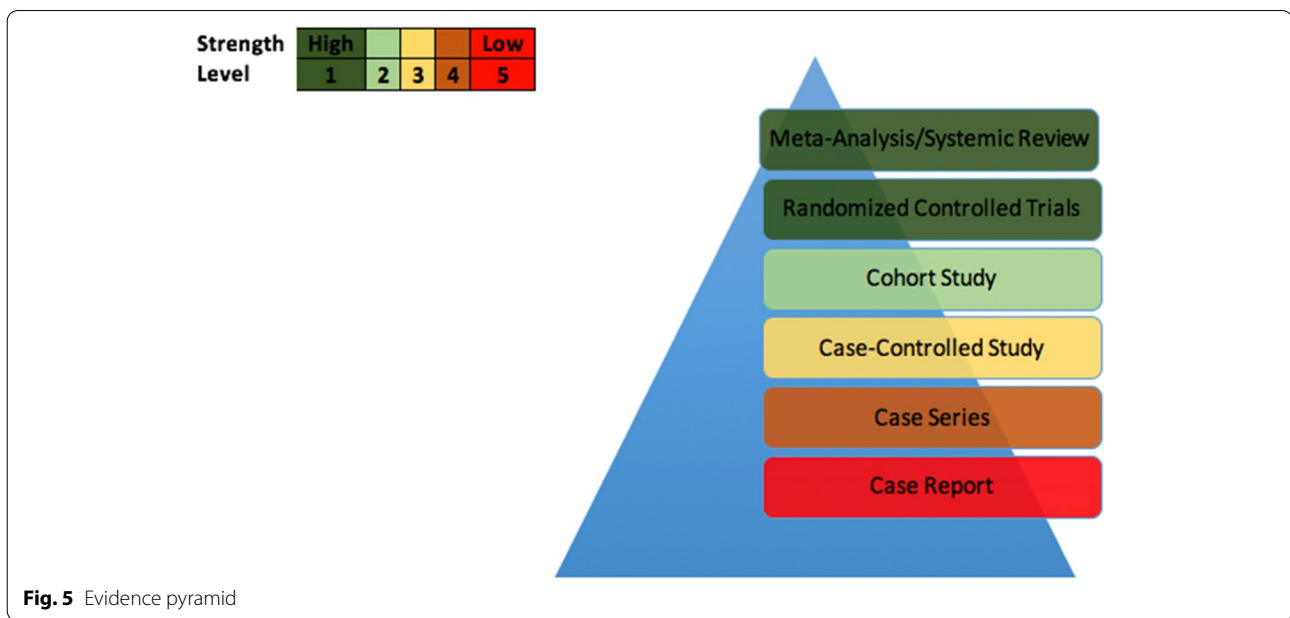 Strength High Low
Level 1 2 3 4 5
Meta-Analysis/Systemic Review
Randomized Controlled Trials
Cohort Study
Case-Controlled Study
Case Series
Case Report
Fig. 5 Evidence pyramid